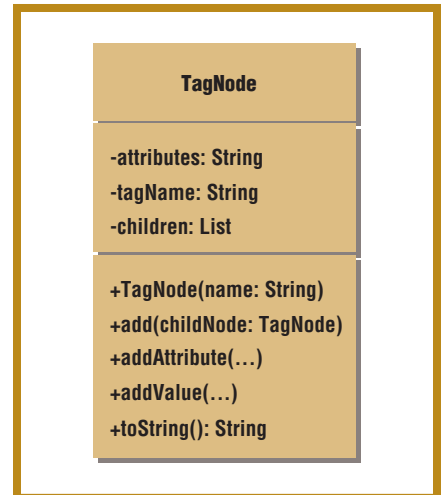 TagNode
-attributes: String
-tagName: String
-children: List
+TagNode(name: String)
+add(childNode: TagNode)
+addAttribute(…)
+addValue(…)
+toString(): String